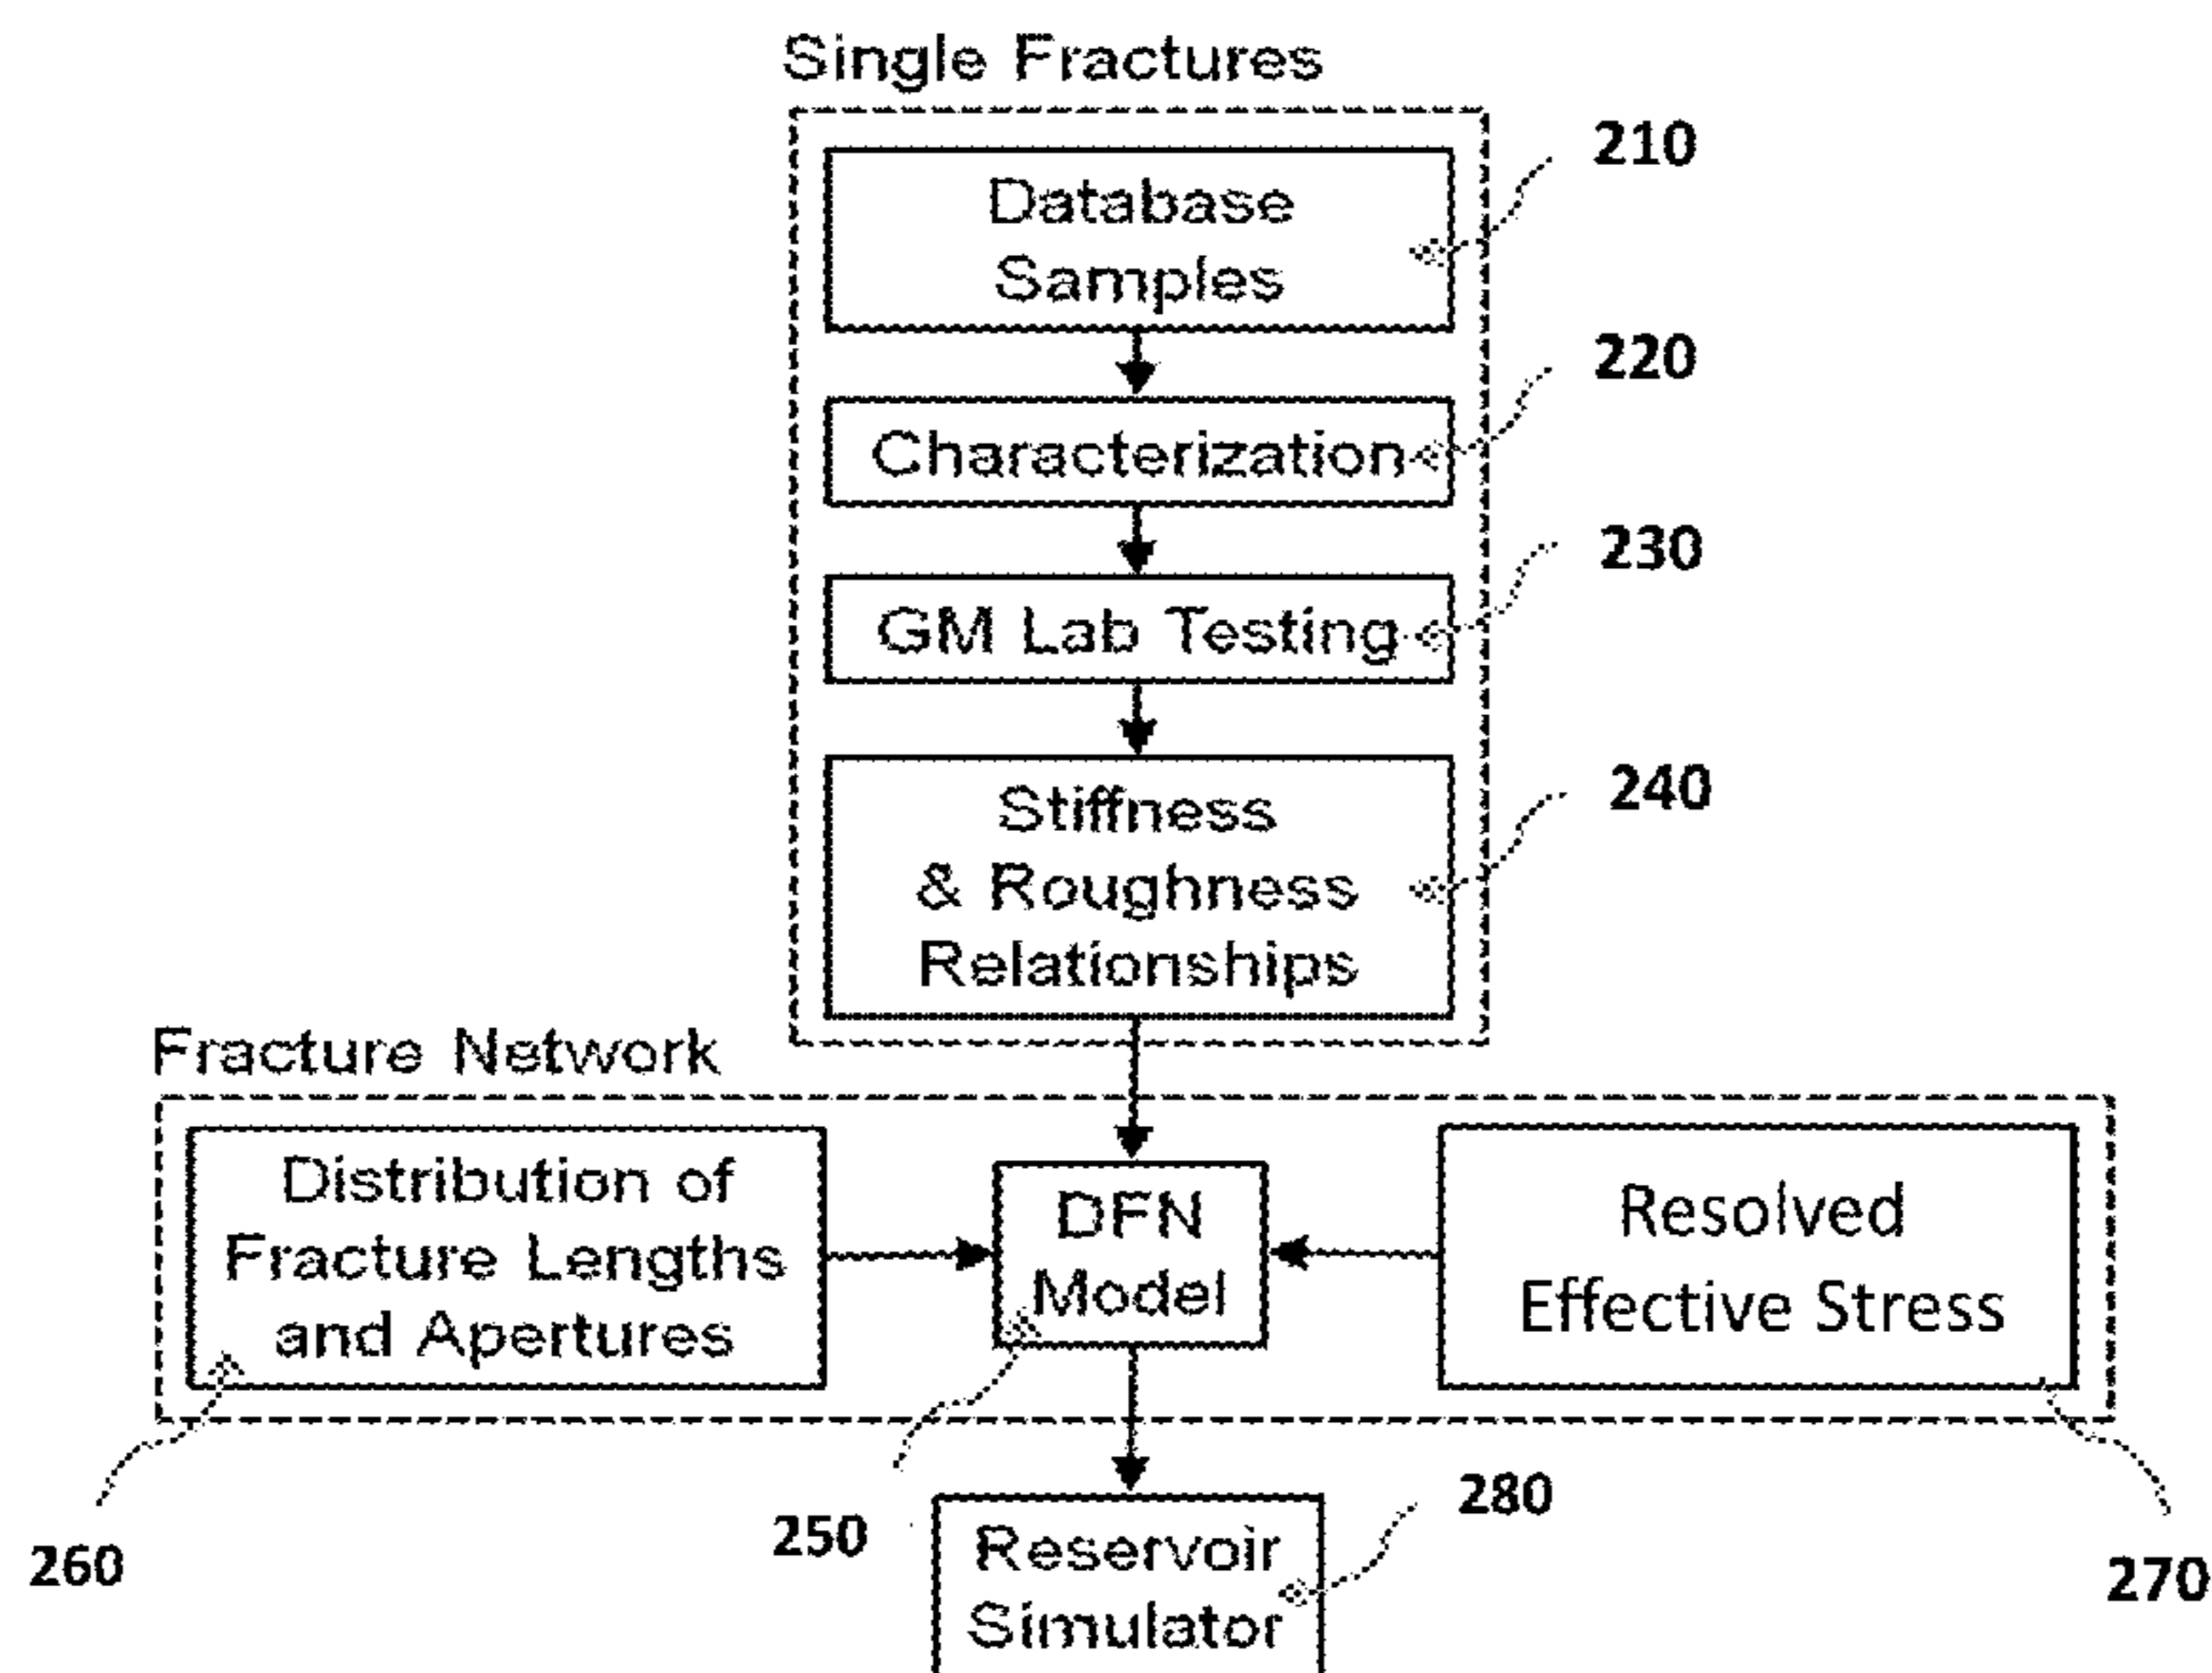 Single Fractures
210
Database
Samples
220
Characterization
230
GM Lab Testing
240
Stiffness
& Roughness
Relationships
Fracture Network
Distribution of
Fracture Lengths
and Apertures
DFN
Model
Resolved
Effective Stress
260
250
280
270
Reservoir
Simulator